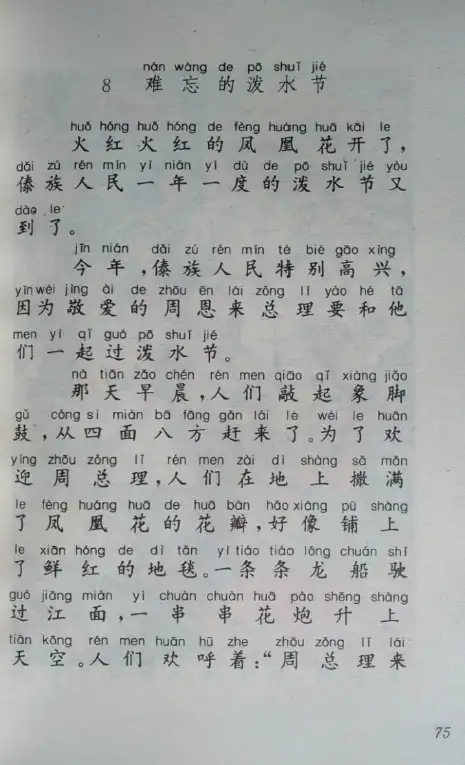 nán wàng de pō shuǐ jié
8 难忘的泼水节
huǒ hóng huǒ hóng de fèng huáng huā kāi le
火红火红的凤凰花开了，
dǎi zú rén mín yì nián yí dù de pō shuǐ jié yòu
傣族人民一年一度的泼水节又
dào le
到了。
jīn nián dǎi zú rén mín tè bié gāo xìng
今年，傣族人民特别高兴，
yīn wèi jìng ài de zhōu ēn lái zǒng lǐ yào hé tā
因为敬爱的周恩来总理要和他
men yì qǐ guò pō shuǐ jié
们一起过泼水节。
nà tiān zǎo chén rén men qiāo qǐ xiàng jiǎo
那天早晨，人们敲起象脚
gǔ cóng sì miàn bā fāng gǎn lái le wèi le huān
鼓，从四面八方赶来了。为了欢
yíng zhōu zǒng lǐ rén men zài dì shàng sǎ mǎn
迎周总理，人们在地上撒满
le fèng huáng huā de huā bàn hǎo xiàng pū shàng
了凤凰花的花瓣，好像铺上
le xiān hóng de dì tǎn yì tiáo tiáo lóng chuán shǐ
了鲜红的地毯。一条条龙船驶
guò jiāng miàn yí chuàn chuàn huā pào shēng shàng
过江面，一串串花炮升上
tiān kōng rén men huān hū zhe zhōu zǒng lǐ lái
天空。人们欢呼着：“周总理来
75